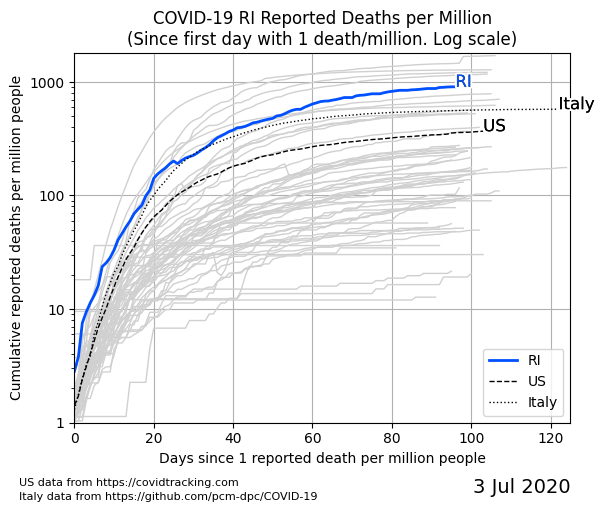 COVID-19 RI Reported Deaths per Million
(Since first day with 1 death/million. Log scale)
Cumulative reported deaths per million people
1000
100
10
1
RI
Italy
US
RI
US
Italy
0 20 40 60 80 100 120
Days since 1 reported death per million people
US data from https://covidtracking.com
Italy data from https://github.com/pcm-dpc/COVID-19
3 Jul 2020